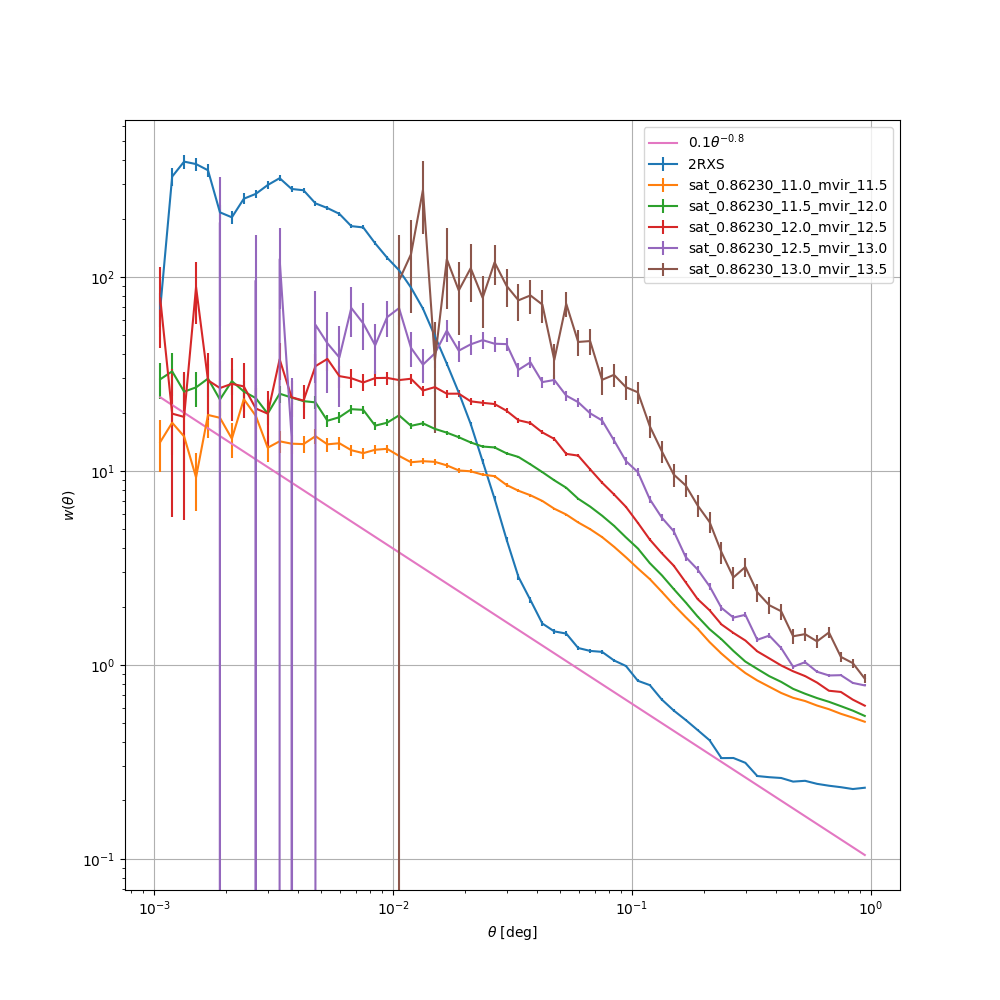 0.1θ^−0.8
2RXS
sat_0.86230_11.0_mvir_11.5
sat_0.86230_11.5_mvir_12.0
sat_0.86230_12.0_mvir_12.5
sat_0.86230_12.5_mvir_13.0
sat_0.86230_13.0_mvir_13.5
10^2
10^1
10^0
10^−1
w(θ)
10^−3 10^−2 10^−1 10^0
θ [deg]